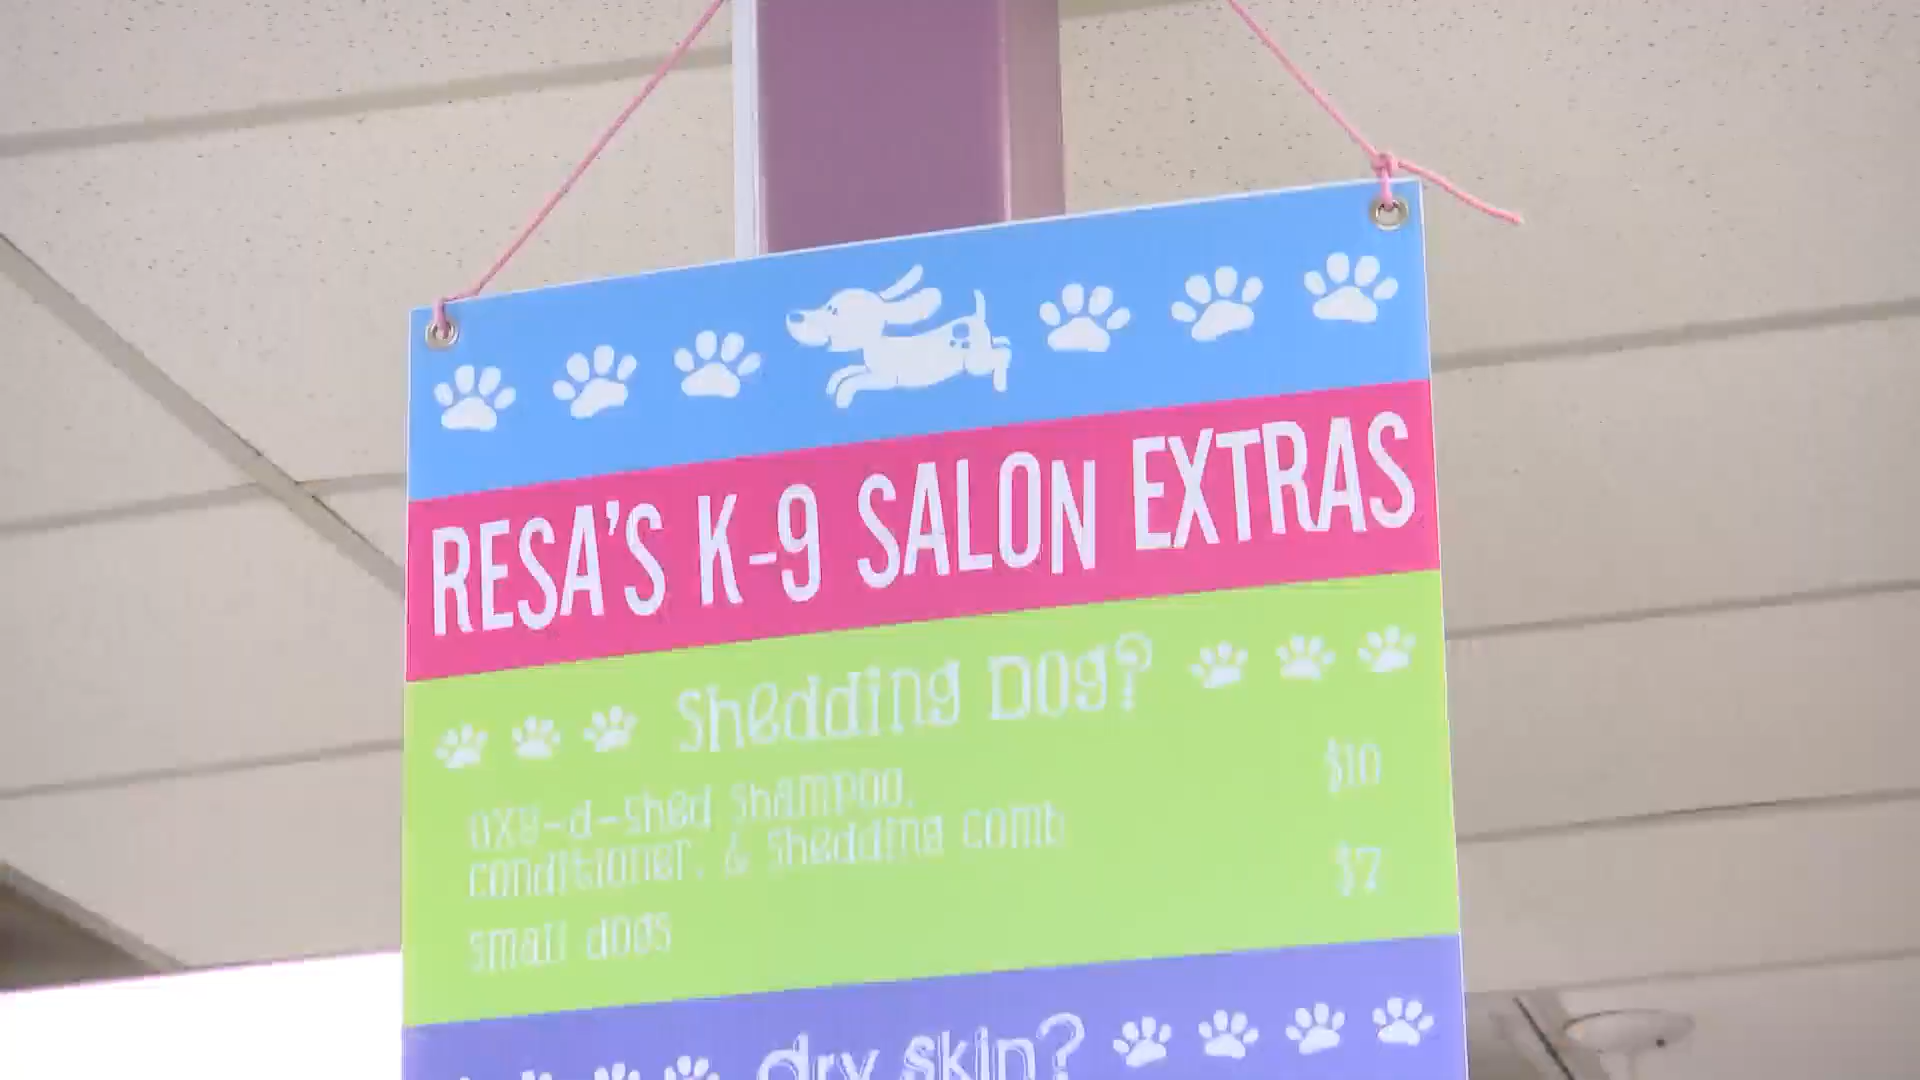 RESA'S K-9 SALON EXTRAS
Shedding Dog?
oxy-d-shed shampoo, $10
conditioner, & shedding comb
small dogs $7
dry skin?